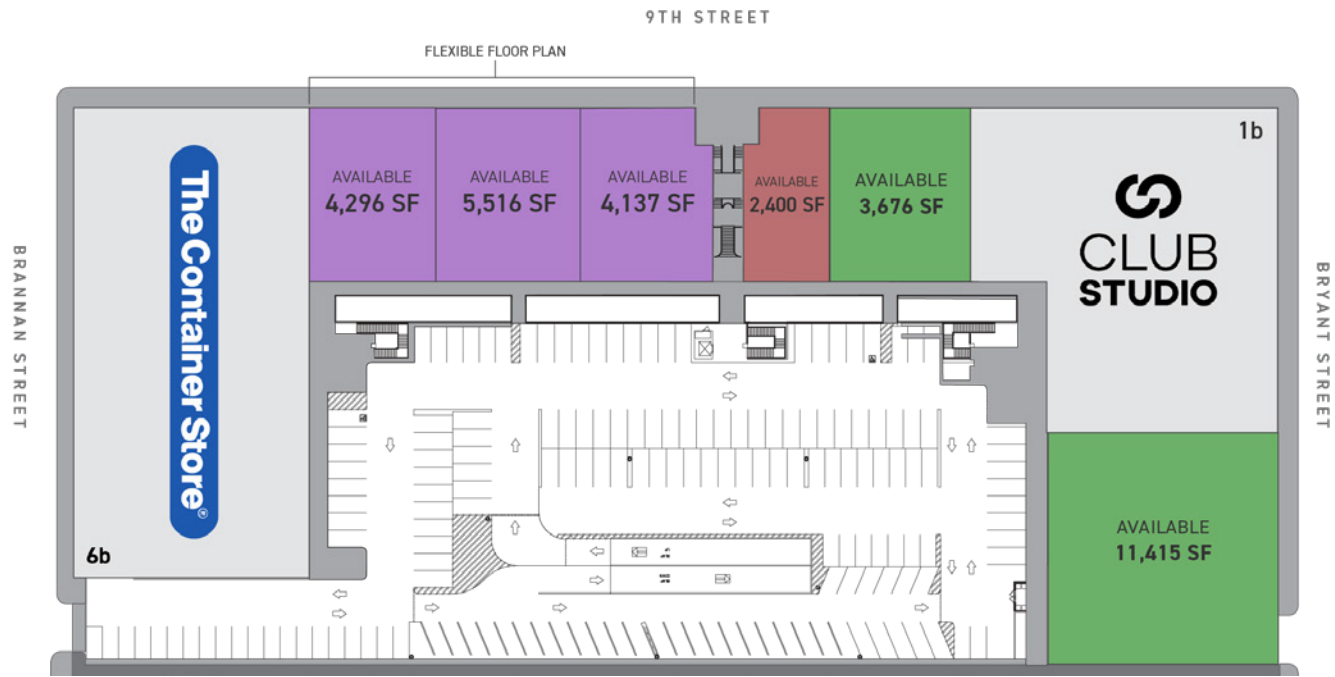 9TH STREET
FLEXIBLE FLOOR PLAN
BRANNAN STREET
The Container Store®
6b
AVAILABLE
4,296 SF
AVAILABLE
5,516 SF
AVAILABLE
4,137 SF
AVAILABLE
2,400 SF
AVAILABLE
3,676 SF
1b
CLUB
STUDIO
BRYANT STREET
AVAILABLE
11,415 SF